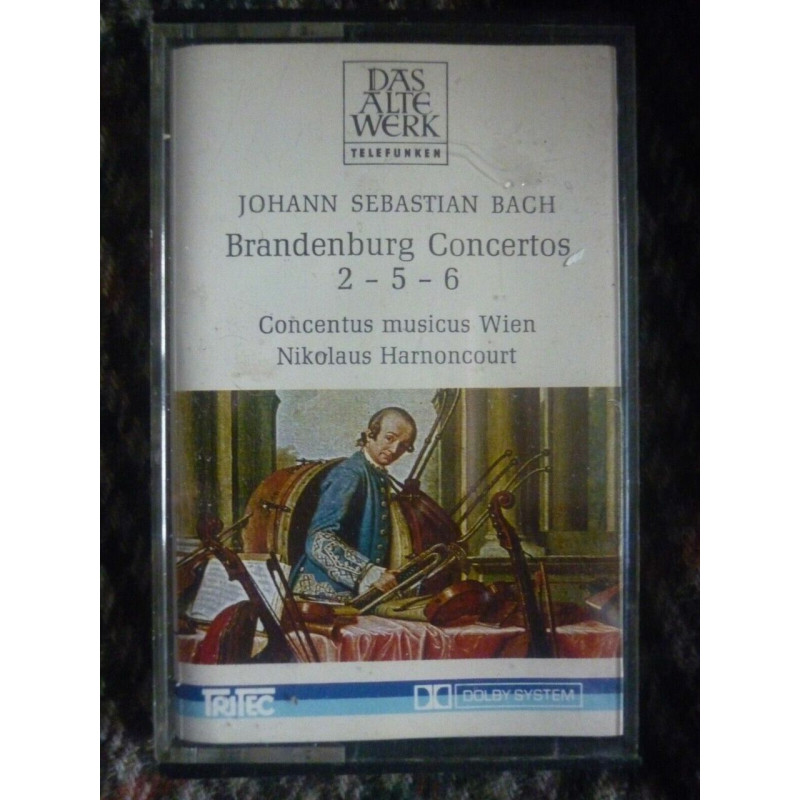 DAS
ALTE
WERK
TELEFUNKEN
JOHANN SEBASTIAN BACH
Brandenburg Concertos
2 - 5 - 6
Concentus musicus Wien
Nikolaus Harnoncourt
TRITEC
DOLBY SYSTEM